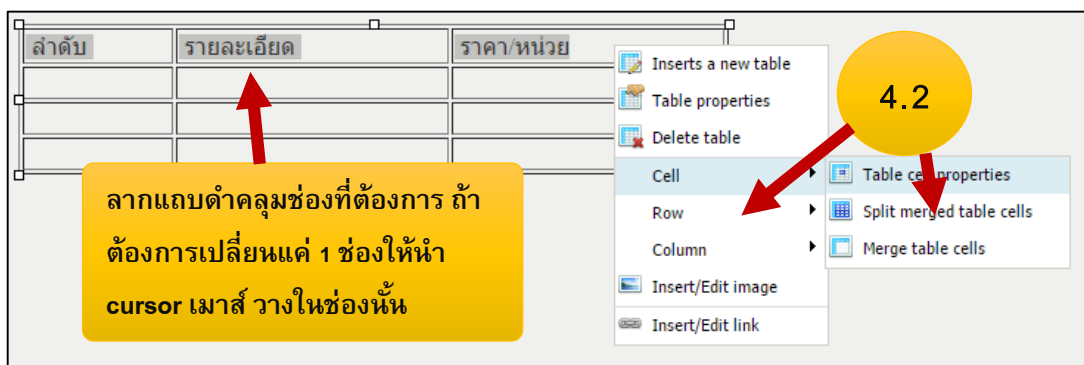 ลำดับ รายละเอียด ราคา/หน่วย
Inserts a new table
Table properties
Delete table
Cell
Row
Column
Insert/Edit image
Insert/Edit link
4.2
Table cell properties
Split merged table cells
Merge table cells
ลากแถบดำคลุมช่องที่ต้องการ ถ้า
ต้องการเปลี่ยนแค่ 1 ช่องให้นำ
cursor เมาส์ วางในช่องนั้น